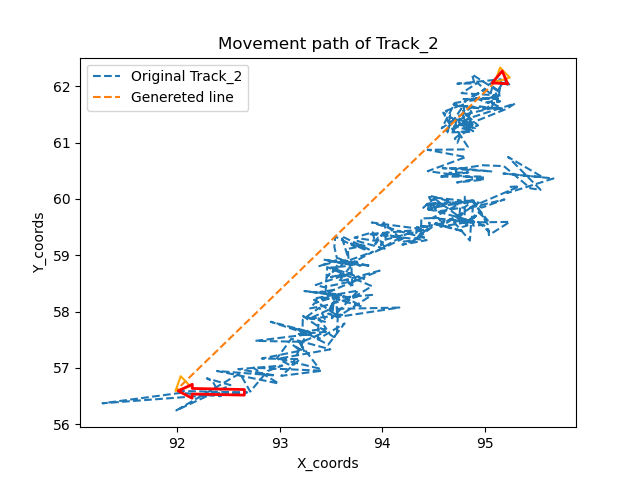 Movement path of Track_2
Original Track_2
Genereted line
Y_coords
62
61
60
59
58
57
56
92
93
94
95
X_coords